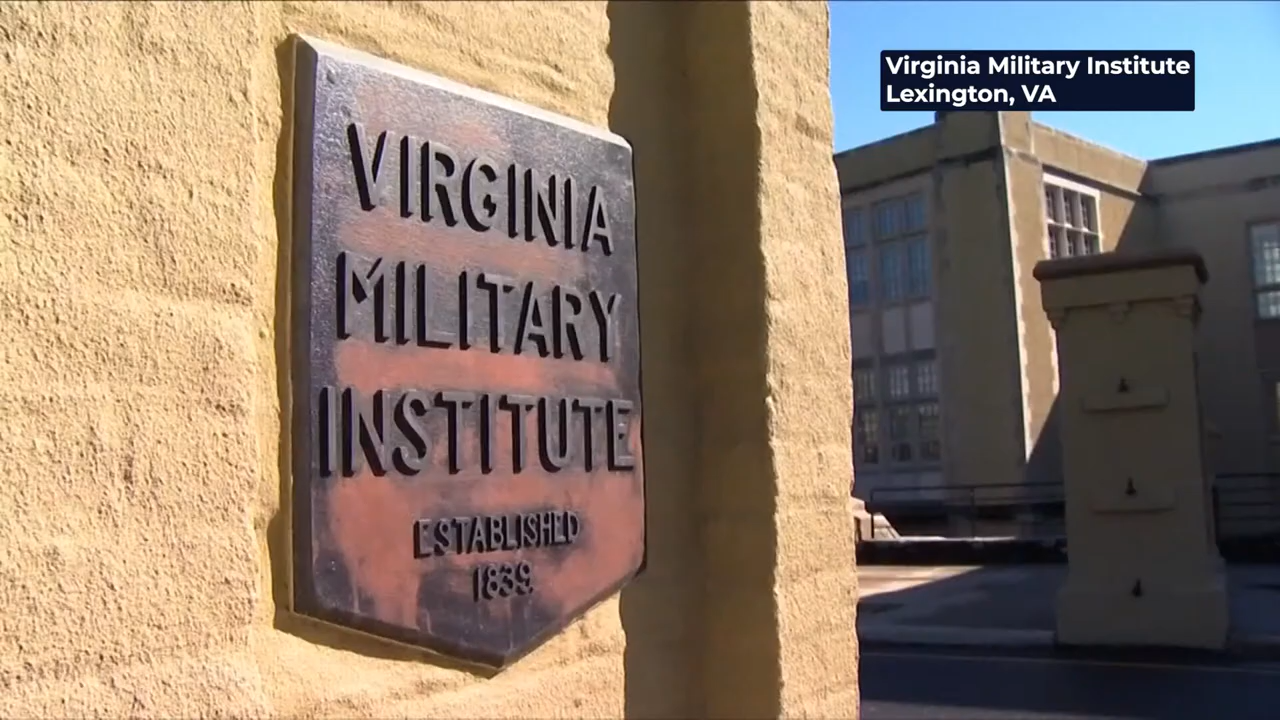 Virginia Military Institute
Lexington, VA
VIRGINIA
MILITARY
INSTITUTE
ESTABLISHED
1839